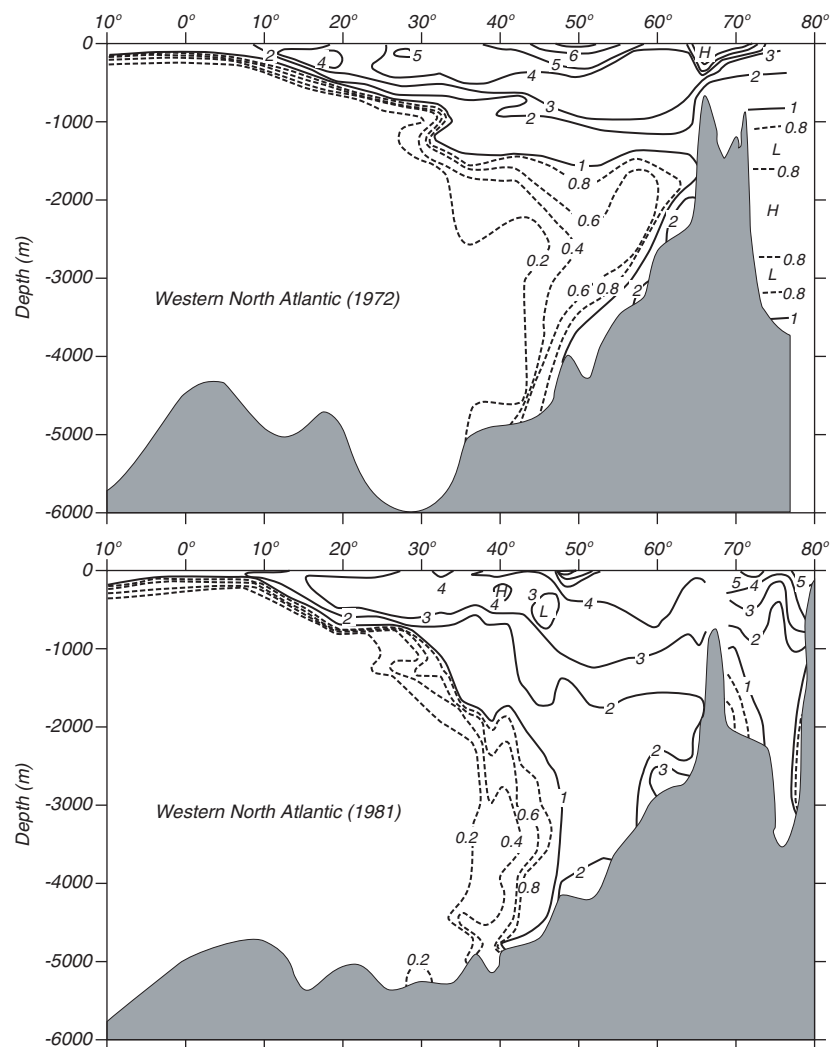 10° 0° 10° 20° 30° 40° 50° 60° 70° 80°
0
2 4 5 6 5 4 H 3
2
3
-1000 2 1
0.8
1 L
0.8 0.8
-2000
0.6 2 H
0.4
0.2 0.8
-3000 L
0.6 0.8 2 0.8
Western North Atlantic (1972)
1
-4000
-5000
-6000
Depth (m)
10° 0° 10° 20° 30° 40° 50° 60° 70° 80°
0
4 H 3 5 4 5
4 L 4 3
2 3 2
-1000
3
1
2
-2000
2
3
-3000
1
Western North Atlantic (1981)
0.6
0.2 0.4
-4000 2
0.8
-5000 0.2
-6000
Depth (m)